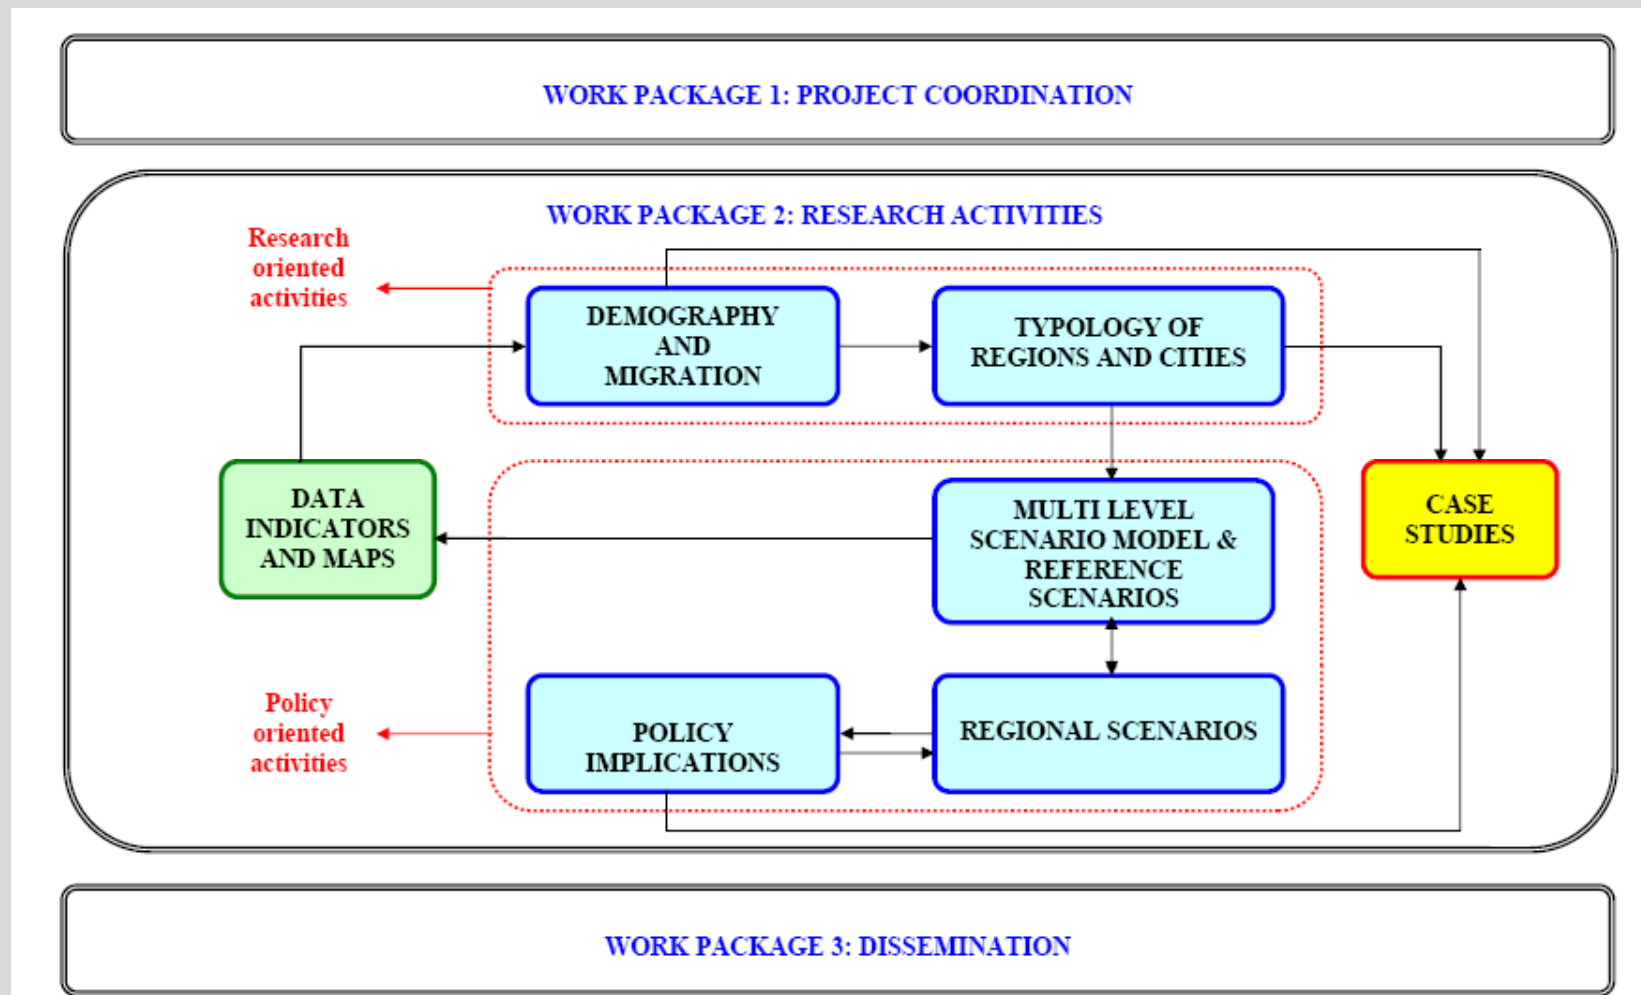 WORK PACKAGE 1: PROJECT COORDINATION
WORK PACKAGE 2: RESEARCH ACTIVITIES
Research
oriented
activities
DEMOGRAPHY
AND
MIGRATION
TYPOLOGY OF
REGIONS AND CITIES
DATA
INDICATORS
AND MAPS
MULTI LEVEL
SCENARIO MODEL &
REFERENCE
SCENARIOS
CASE
STUDIES
Policy
oriented
activities
POLICY
IMPLICATIONS
REGIONAL SCENARIOS
WORK PACKAGE 3: DISSEMINATION